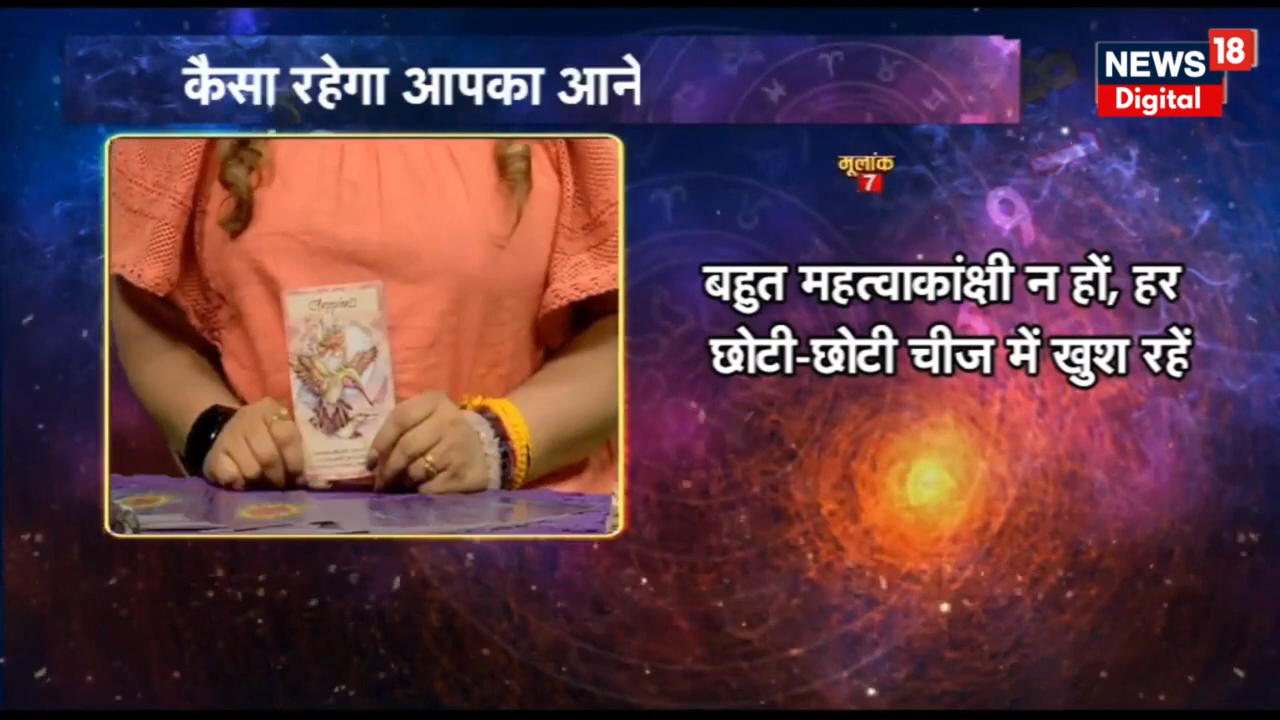 कैसा रहेगा आपका आने
NEWS 18
Digital
मूलांक
7
बहुत महत्वाकांक्षी न हों, हर
छोटी-छोटी चीज में खुश रहें